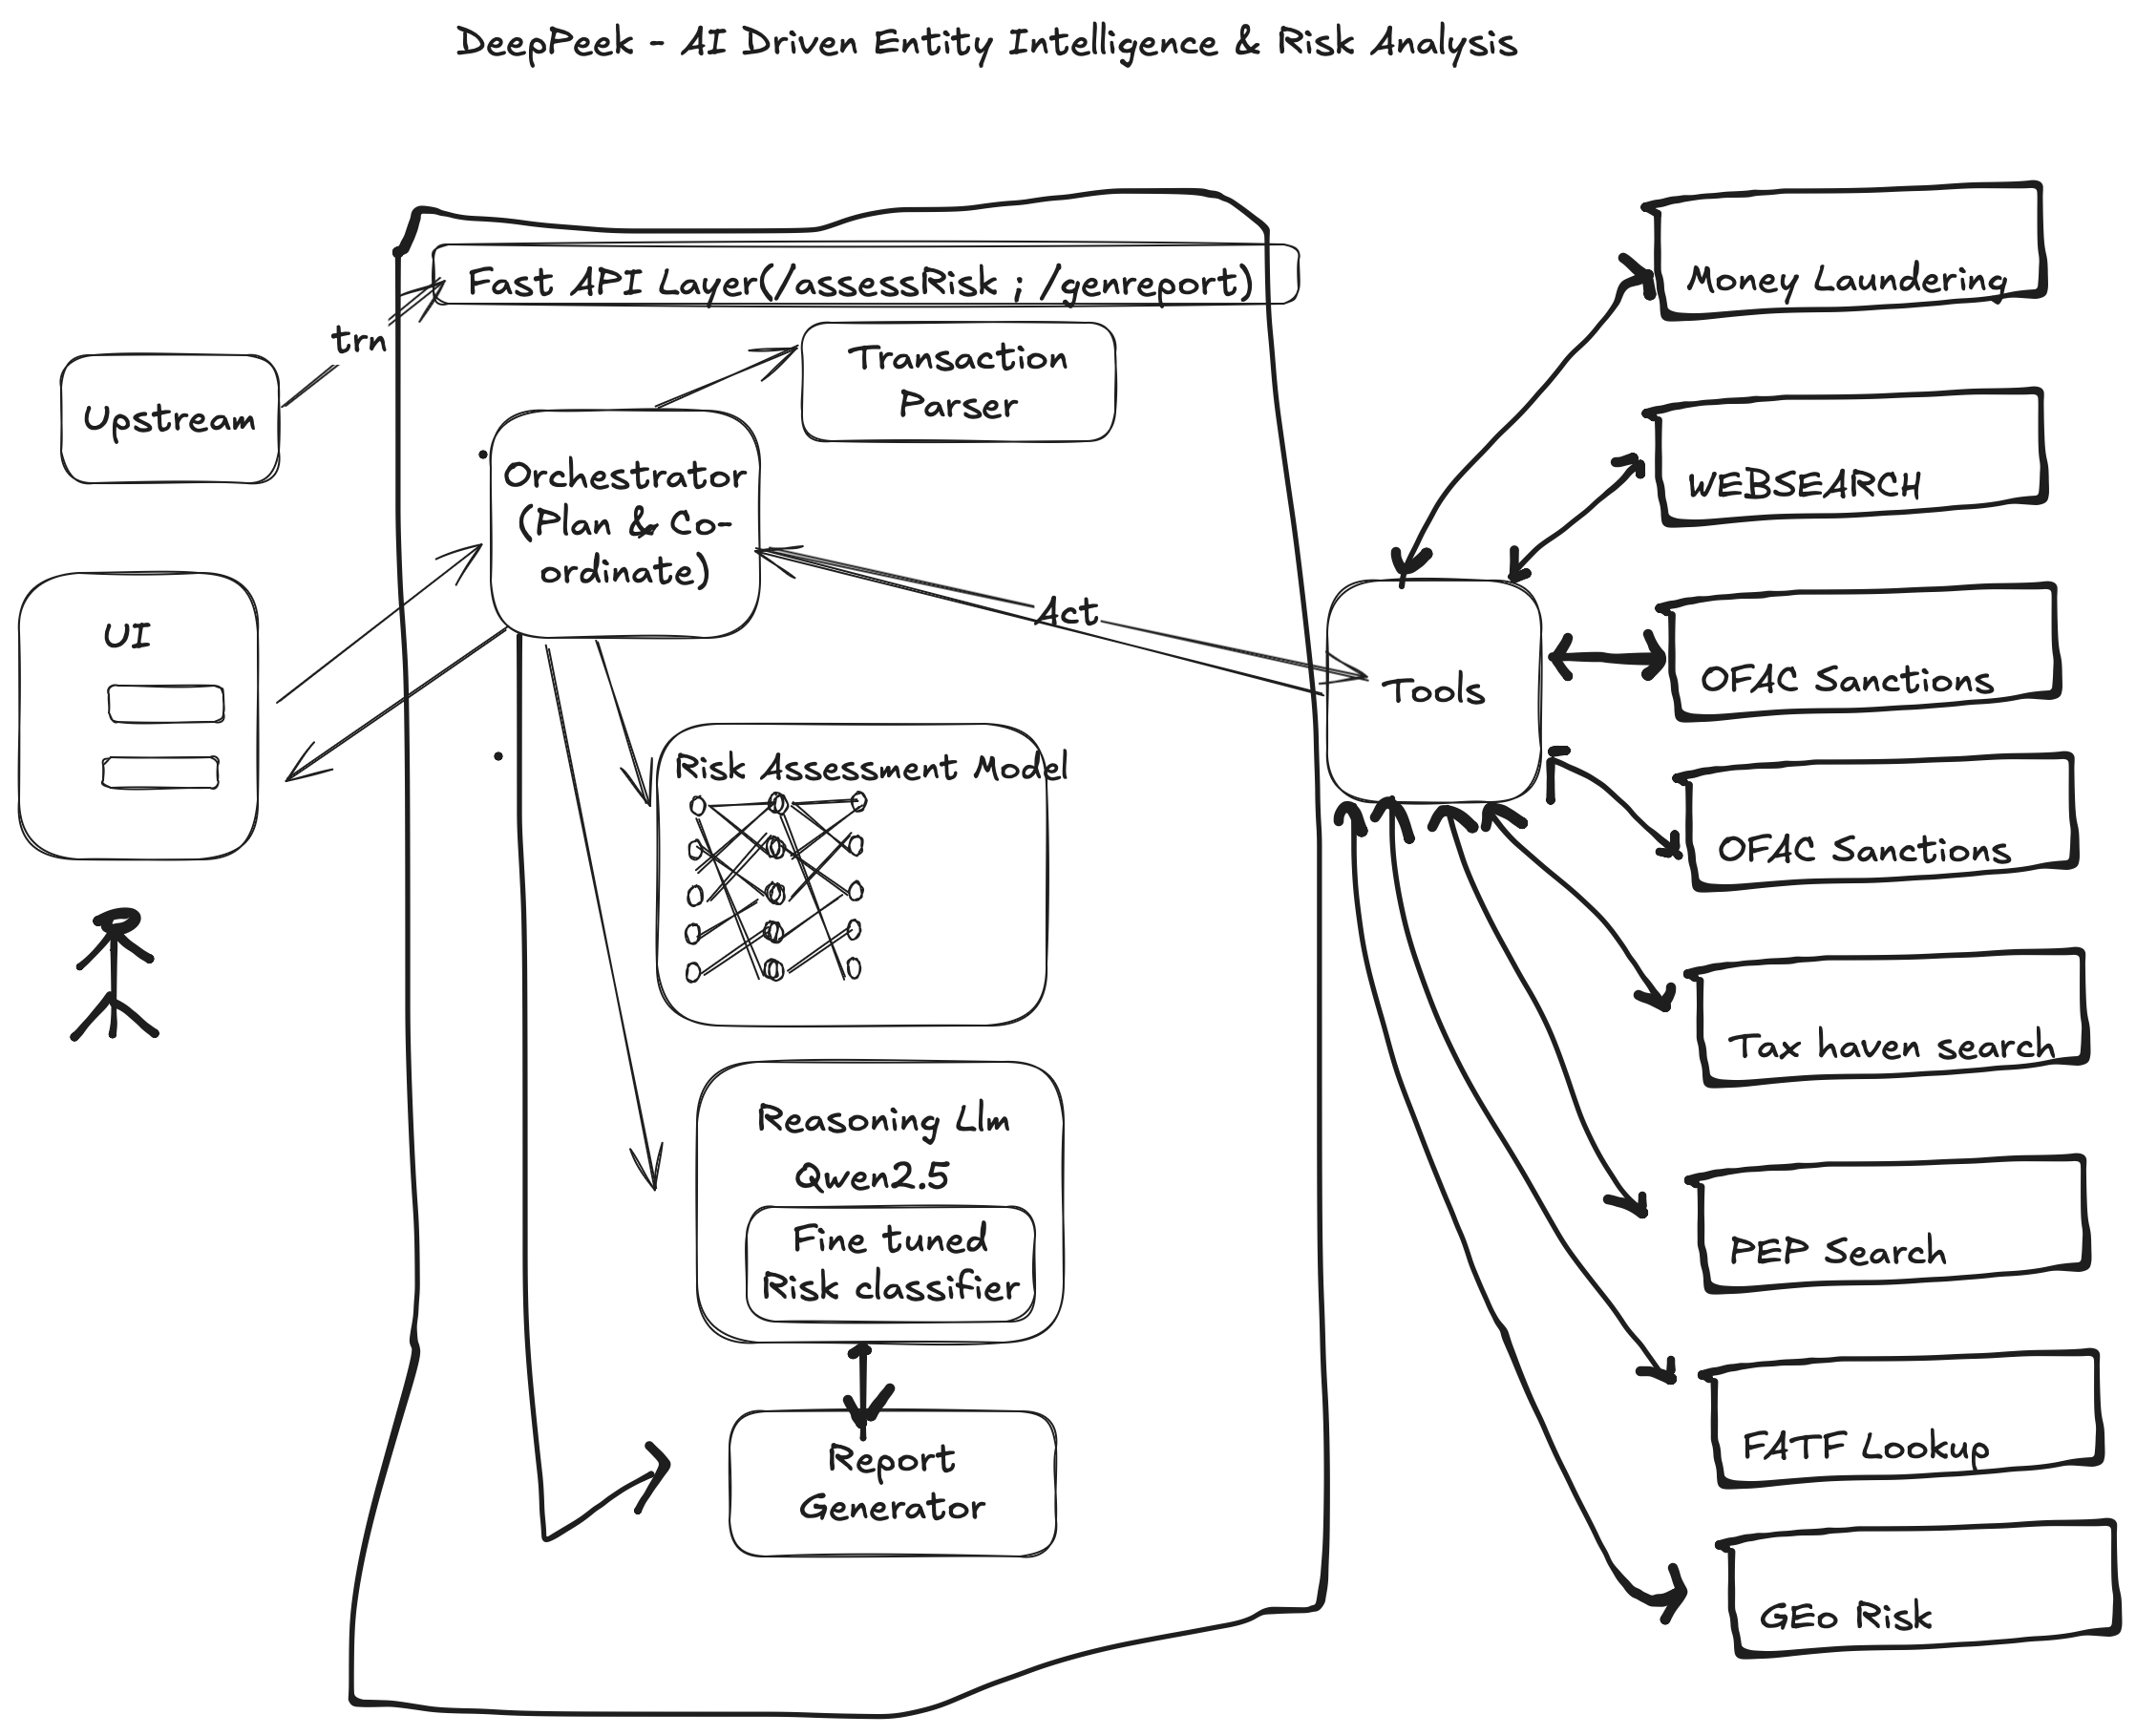 DeepPeek - AI Driven Entity Intelligence & Risk Analysis
Fast API Layer(/assessRisk ; /genreport)
trn
Upstream
Transaction
Parser
Orchestrator
(Plan & Co-
ordinate)
UI
Act
Tools
Risk Assessment Model
Reasoning Llm
Qwen2.5
Fine tuned
Risk classifier
Report
Generator
Money Laundering
WEBSEARCH
OFAC Sanctions
OFAC Sanctions
Tax haven search
PEP Search
FATF Lookup
GEo Risk